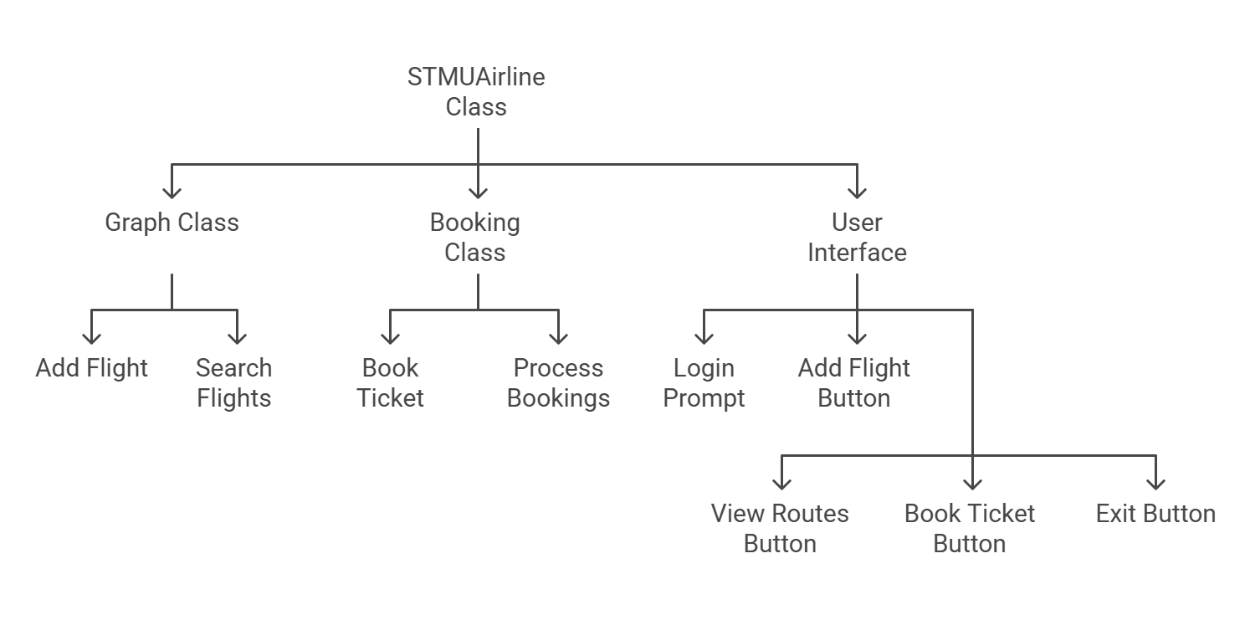 STMUAirline
Class
Graph Class
Booking
Class
User
Interface
Add Flight
Search
Flights
Book
Ticket
Process
Bookings
Login
Prompt
Add Flight
Button
View Routes
Button
Book Ticket
Button
Exit Button